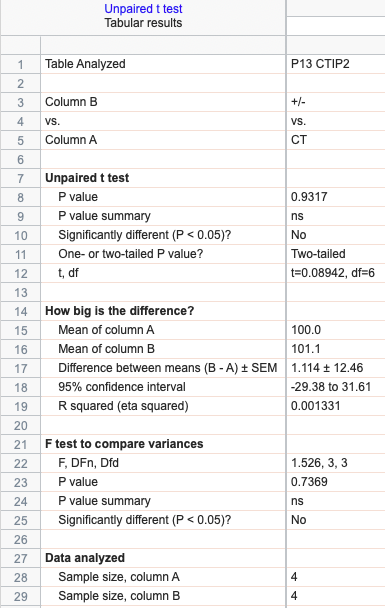 Unpaired t test
Tabular results
1 Table Analyzed P13 CTIP2
2
3 Column B +/-
4 vs. vs.
5 Column A CT
6
7 Unpaired t test
8 P value 0.9317
9 P value summary ns
10 Significantly different (P < 0.05)? No
11 One- or two-tailed P value? Two-tailed
12 t, df t=0.08942, df=6
13
14 How big is the difference?
15 Mean of column A 100.0
16 Mean of column B 101.1
17 Difference between means (B - A) ± SEM 1.114 ± 12.46
18 95% confidence interval -29.38 to 31.61
19 R squared (eta squared) 0.001331
20
21 F test to compare variances
22 F, DFn, Dfd 1.526, 3, 3
23 P value 0.7369
24 P value summary ns
25 Significantly different (P < 0.05)? No
26
27 Data analyzed
28 Sample size, column A 4
29 Sample size, column B 4